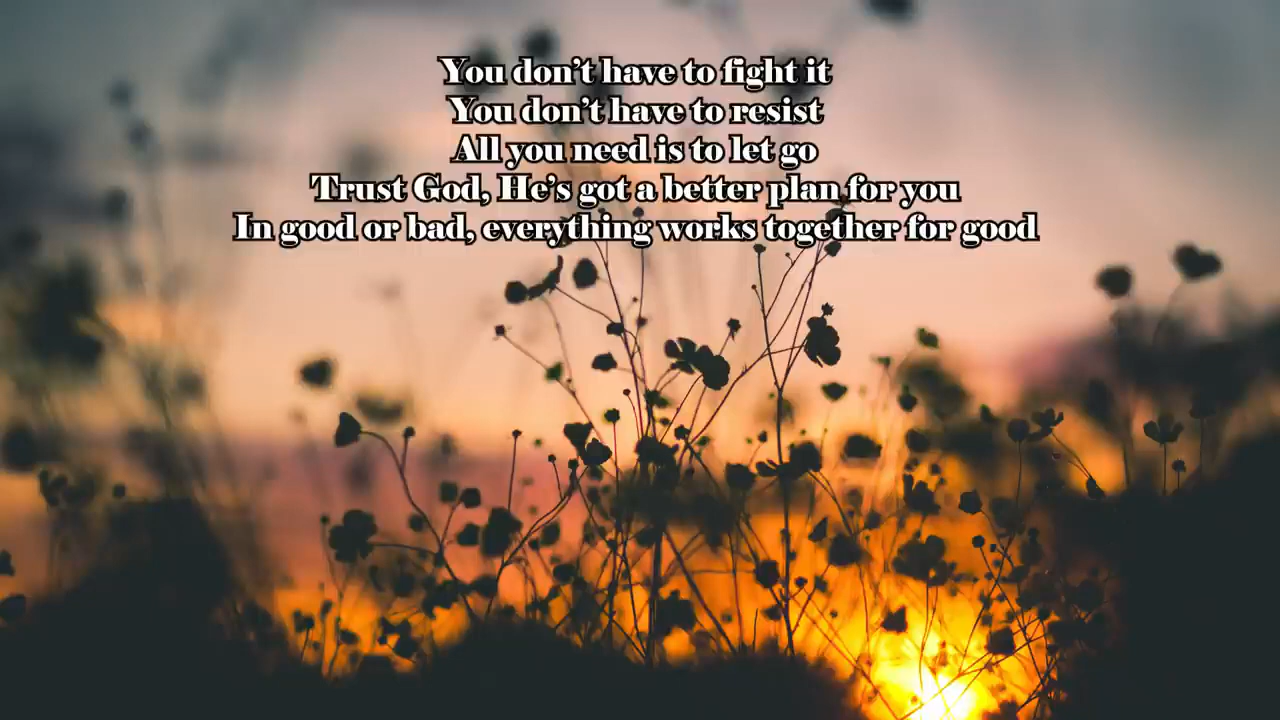 You don’t have to fight it
You don’t have to resist
All you need is to let go
Trust God, He’s got a better plan for you
In good or bad, everything works together for good